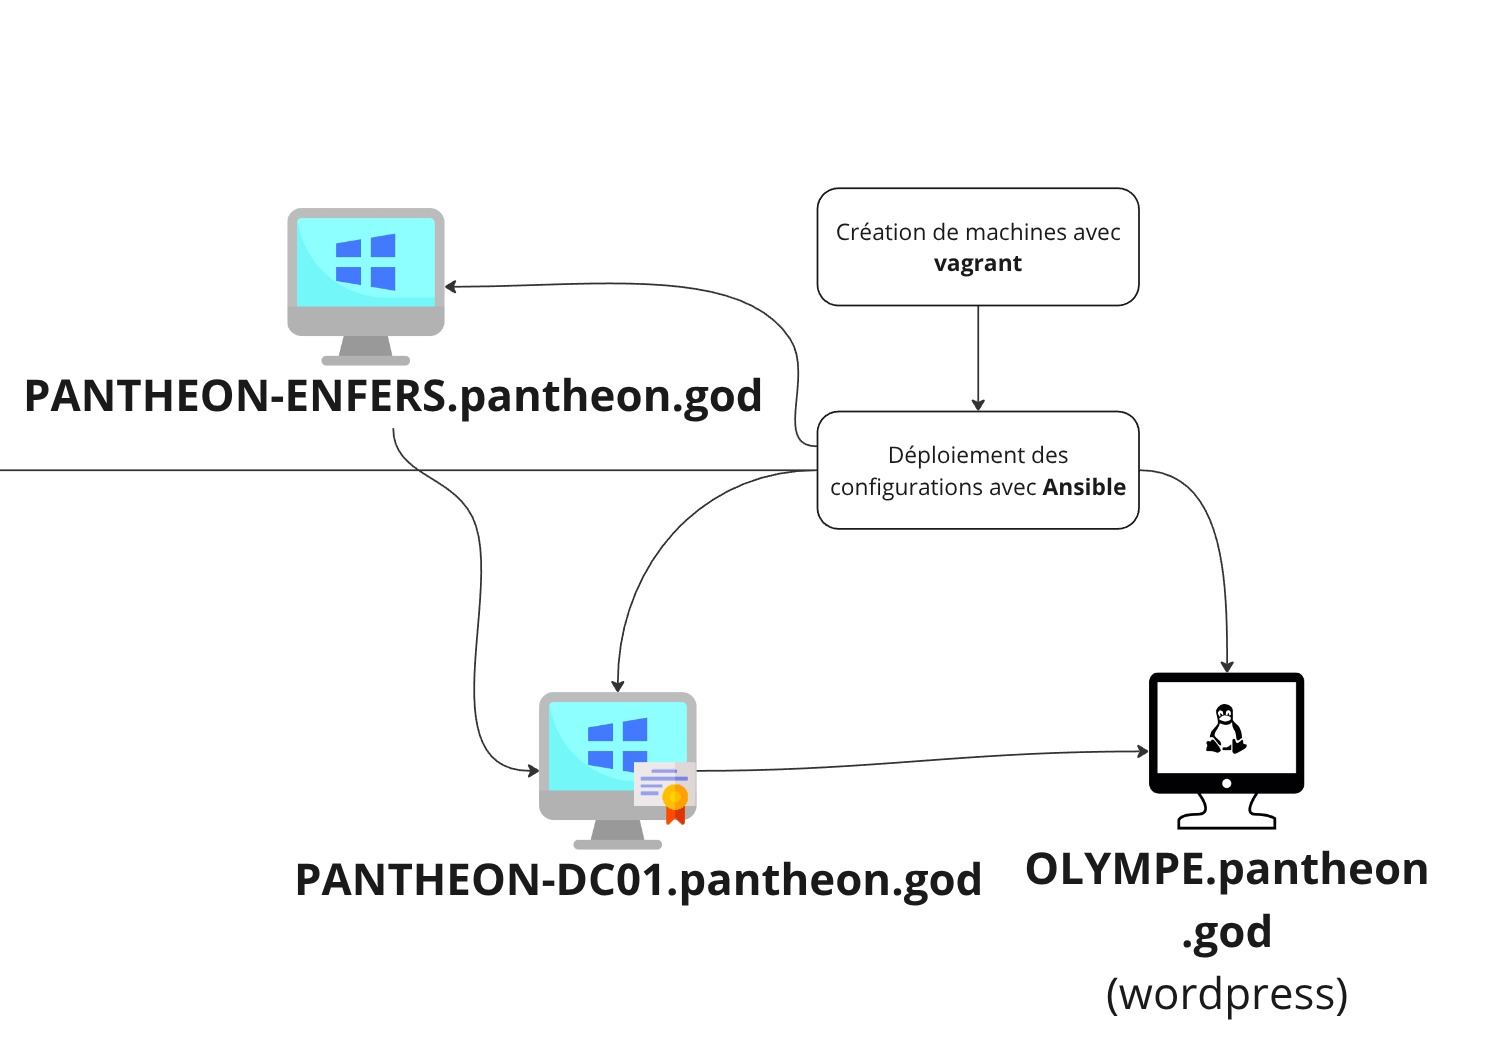 Création de machines avec
vagrant
PANTHEON-ENFERS.pantheon.god
Déploiement des
configurations avec Ansible
PANTHEON-DC01.pantheon.god
OLYMPE.pantheon
.god
(wordpress)